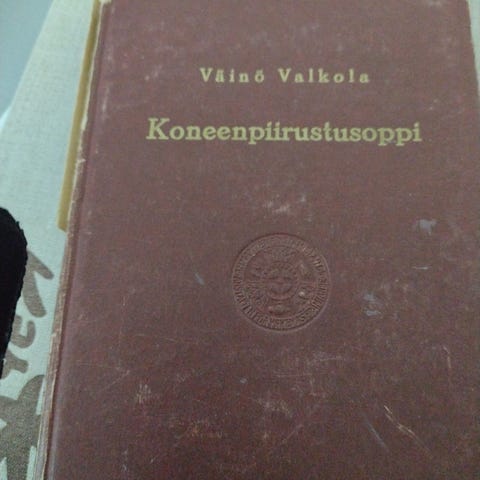 Väinö Valkola
Koneenpiirustusoppi